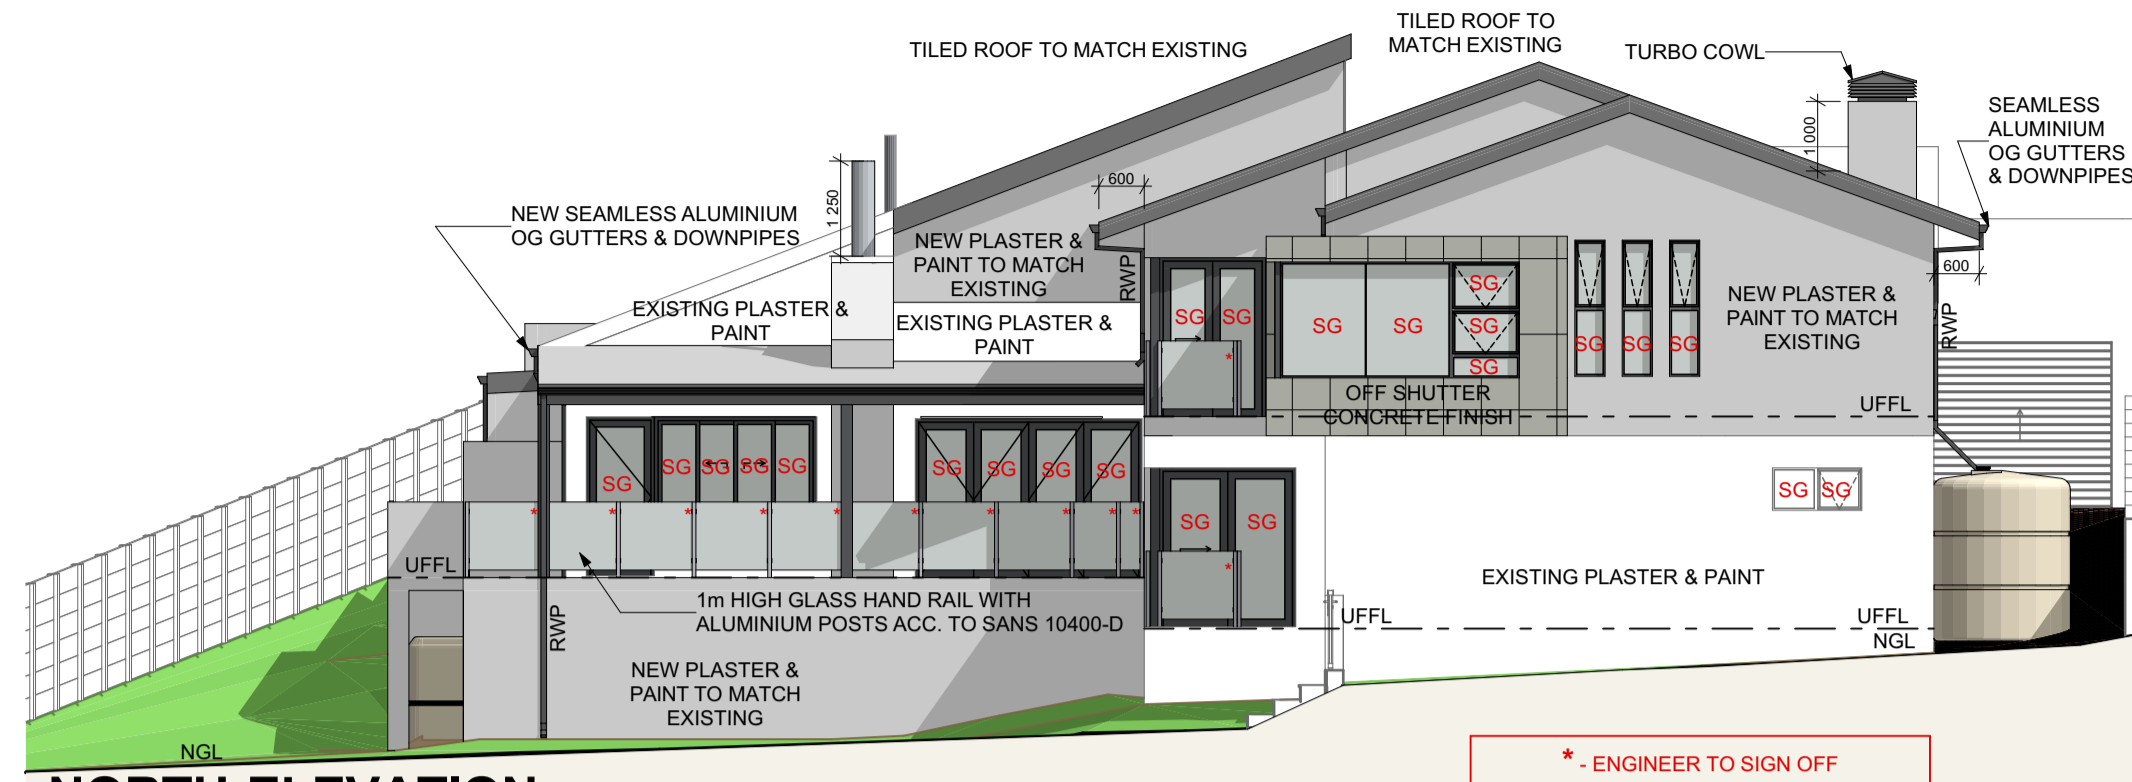 TILED ROOF TO MATCH EXISTING
TILED ROOF TO
MATCH EXISTING
TURBO COWL
SEAMLESS
ALUMINIUM
OG GUTTERS
& DOWNPIPES
1 000
600
1 250
NEW SEAMLESS ALUMINIUM
OG GUTTERS & DOWNPIPES
NEW PLASTER &
PAINT TO MATCH
EXISTING
RWP
EXISTING PLASTER &
PAINT
EXISTING PLASTER &
PAINT
SG
SG
SG
SG
SG
SG
SG
SG
SG
SG
NEW PLASTER &
PAINT TO MATCH
EXISTING
600
RWP
*
OFF SHUTTER
CONCRETE FINISH
UFFL
SG
SG
SG
SG
SG
SG
SG
SG
SG
SG
SG
SG
SG
* * * * * * * * * *
*
UFFL
1m HIGH GLASS HAND RAIL WITH
ALUMINIUM POSTS ACC. TO SANS 10400-D
RWP
EXISTING PLASTER & PAINT
UFFL
UFFL
NGL
NEW PLASTER &
PAINT TO MATCH
EXISTING
NGL
NORTH ELEVATION
* - ENGINEER TO SIGN OFF